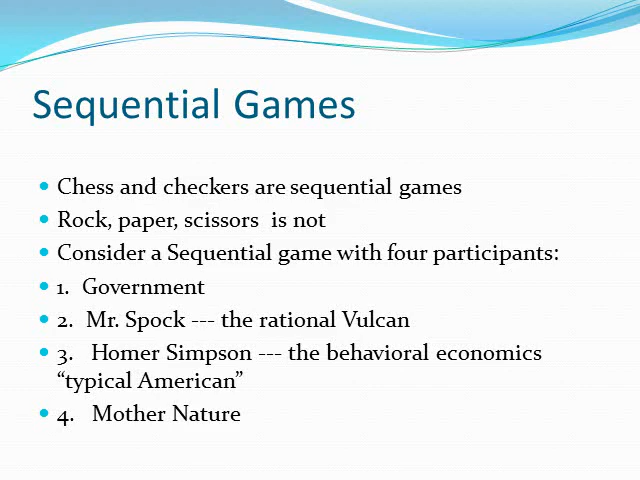 Sequential Games
• Chess and checkers are sequential games
• Rock, paper, scissors  is not
• Consider a Sequential game with four participants:
• 1.  Government
• 2.  Mr. Spock --- the rational Vulcan
• 3.   Homer Simpson --- the behavioral economics
“typical American”
• 4.   Mother Nature